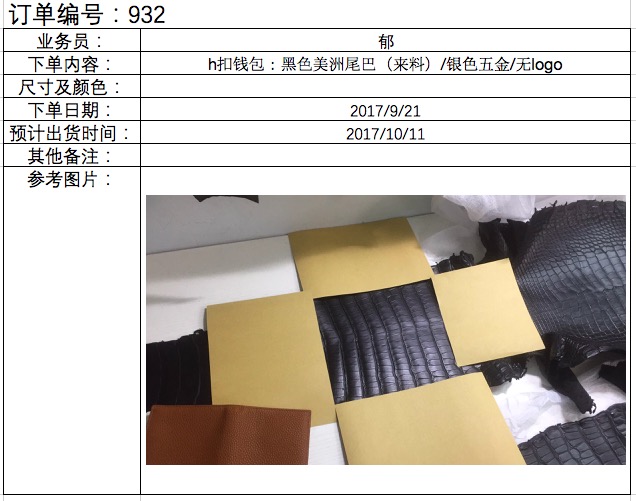 订单编号：932
业务员： 郁
下单内容： h扣钱包：黑色美洲尾巴（来料）/银色五金/无logo
尺寸及颜色：
下单日期： 2017/9/21
预计出货时间： 2017/10/11
其他备注：
参考图片：